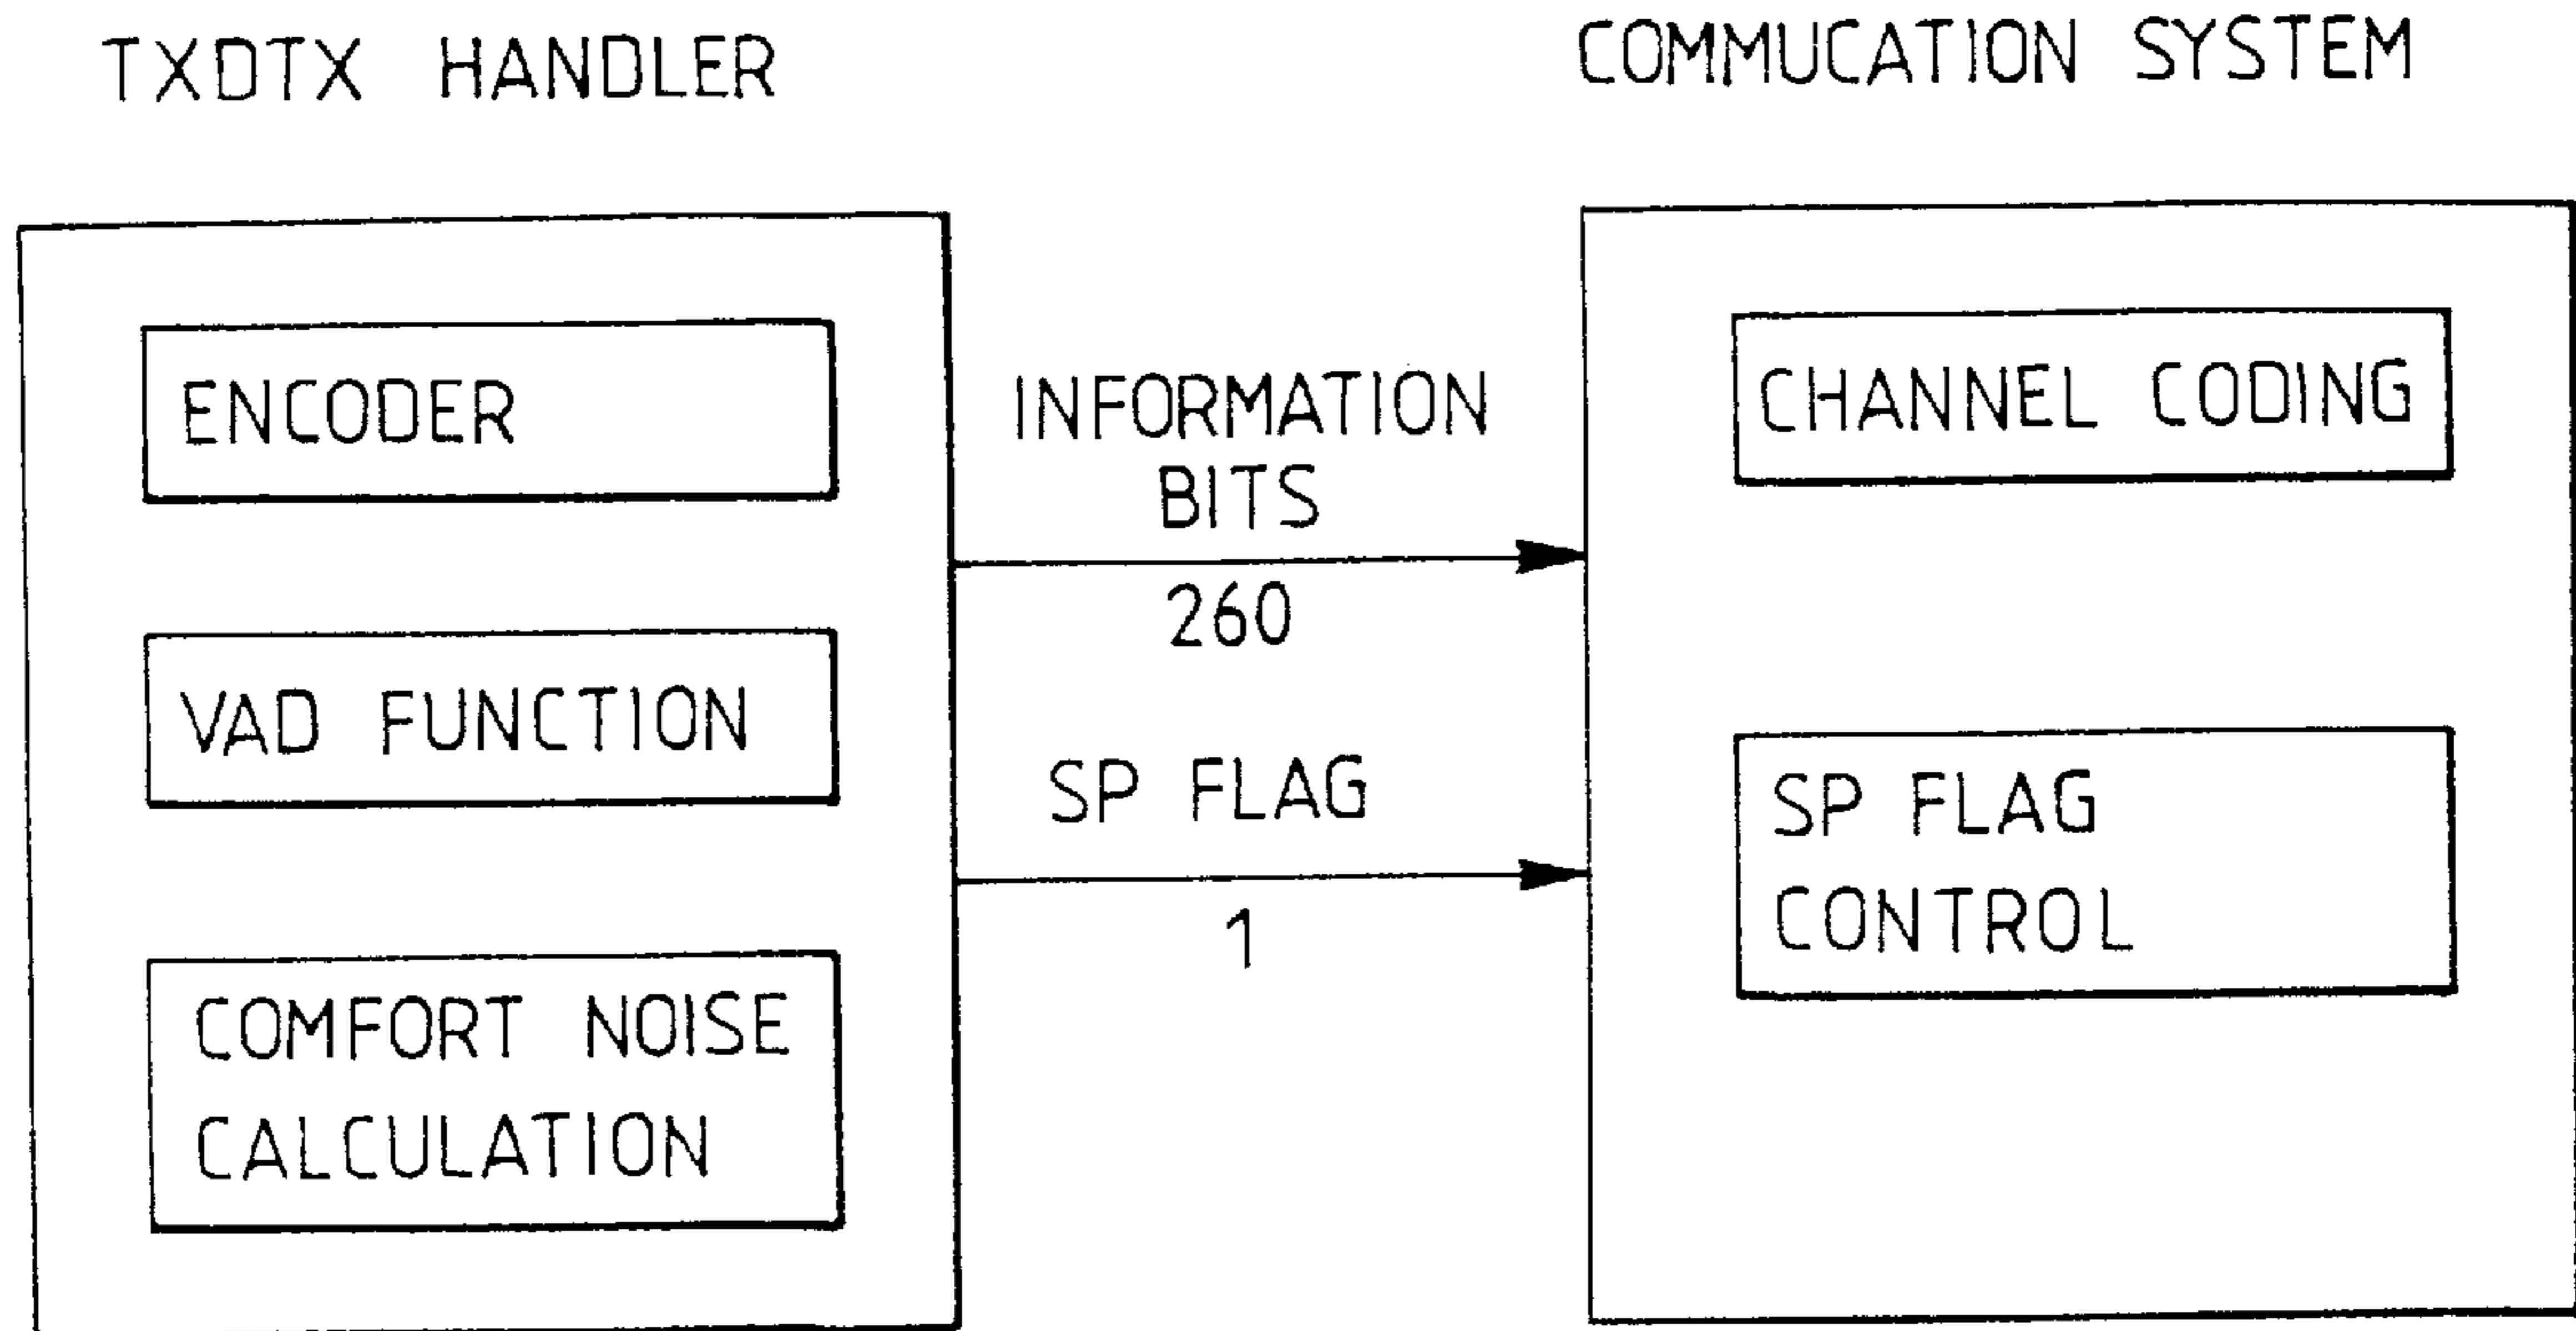 TXDTX HANDLER
COMMUCATION SYSTEM
ENCODER
VAD FUNCTION
COMFORT NOISE
CALCULATION
INFORMATION
BITS
260
SP FLAG
1
CHANNEL CODING
SP FLAG
CONTROL